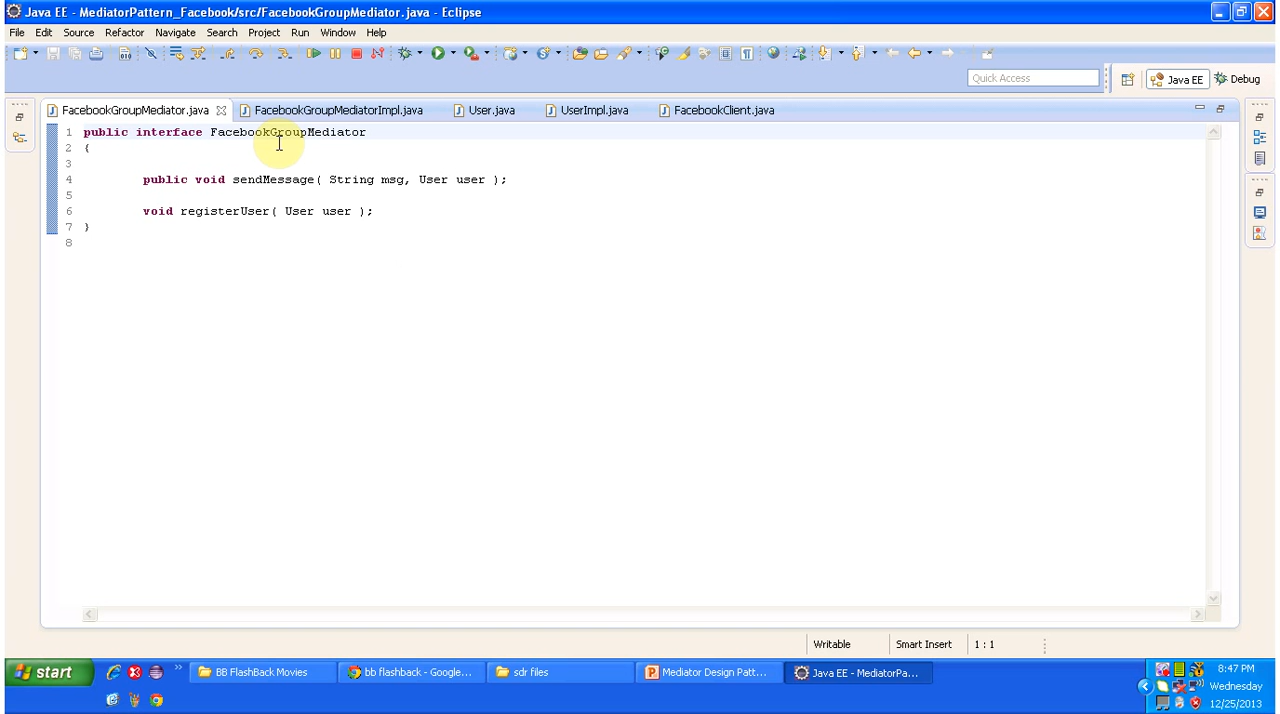 Java EE - MediatorPattern_Facebook/src/FacebookGroupMediator.java - Eclipse
File Edit Source Refactor Navigate Search Project Run Window Help
Quick Access Java EE Debug
FacebookGroupMediator.java FacebookGroupMediatorImpl.java User.java UserImpl.java FacebookClient.java
1 public interface FacebookGroupMediator
2 {
3
4 public void sendMessage( String msg, User user );
5
6 void registerUser( User user );
7 }
8
Writable Smart Insert 1 : 1
start BB FlashBack Movies bb flashback - Google... sdr files Mediator Design Patt... Java EE - MediatorPa... 8:47 PM
Wednesday
12/25/2013